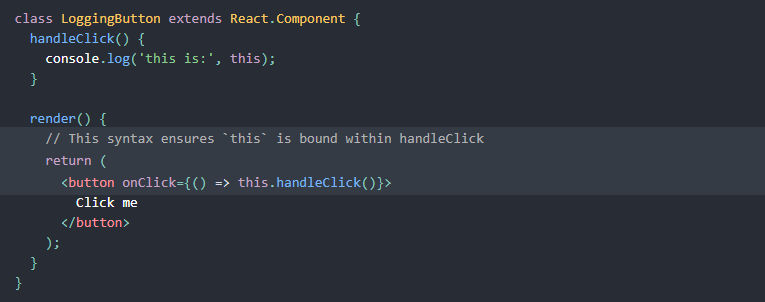 class LoggingButton extends React.Component {
  handleClick() {
    console.log('this is:', this);
  }

  render() {
    // This syntax ensures `this` is bound within handleClick
    return (
      <button onClick={() => this.handleClick()}>
        Click me
      </button>
    );
  }
}